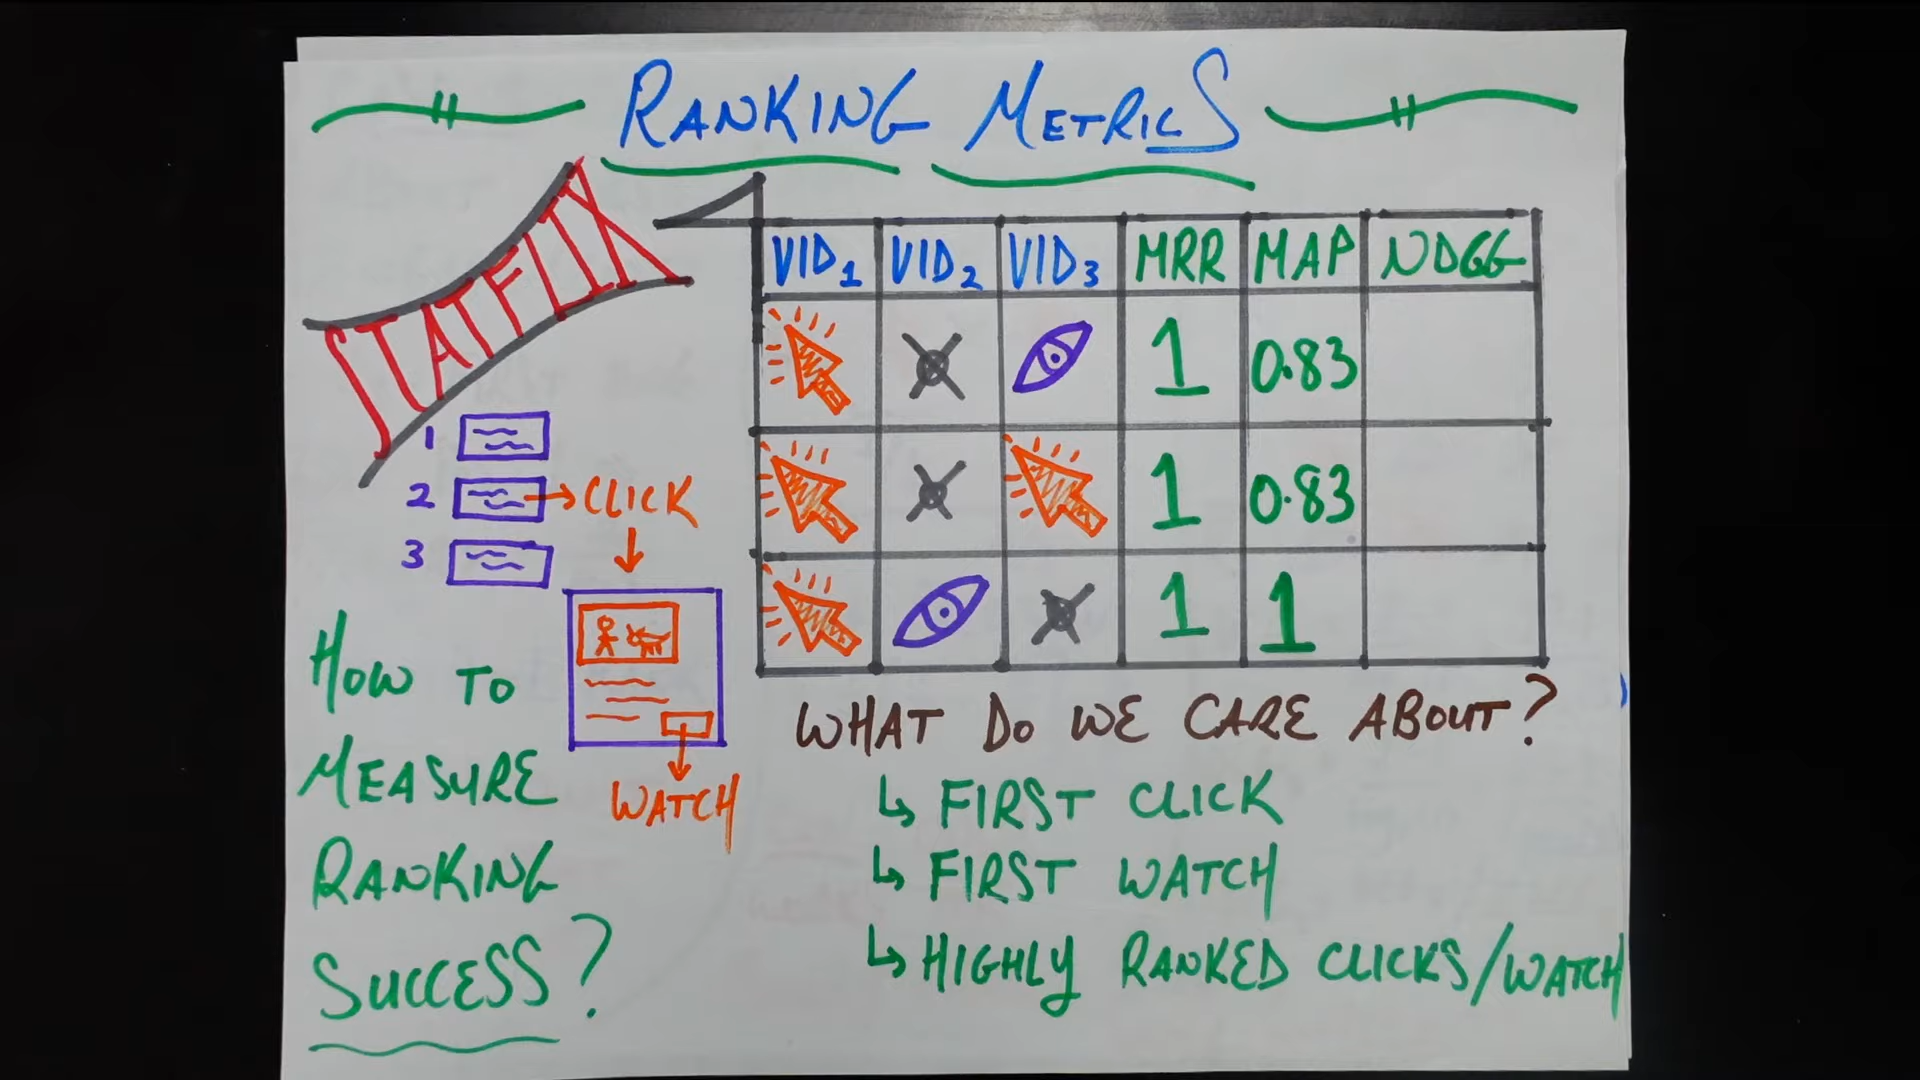 RANKING METRICS
STATFLIX
VID1 VID2 VID3 MRR MAP NDGG
1 0.83
1 0.83
1 1
1
2 → CLICK
3
WATCH
HOW TO
MEASURE
RANKING
SUCCESS?
WHAT DO WE CARE ABOUT?
↳ FIRST CLICK
↳ FIRST WATCH
↳ HIGHLY RANKED CLICKS/WATCH